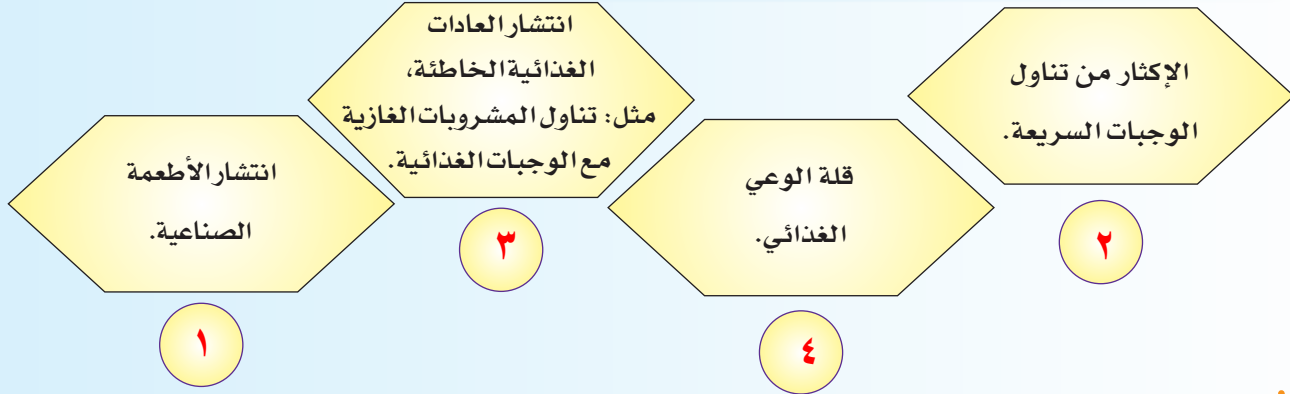 الإكثار من تناول
الوجبات السريعة.
٢
قلة الوعي
الغذائي.
٤
انتشار العادات
الغذائية الخاطئة،
مثل: تناول المشروبات الغازية
مع الوجبات الغذائية.
٣
انتشار الأطعمة
الصناعية.
١